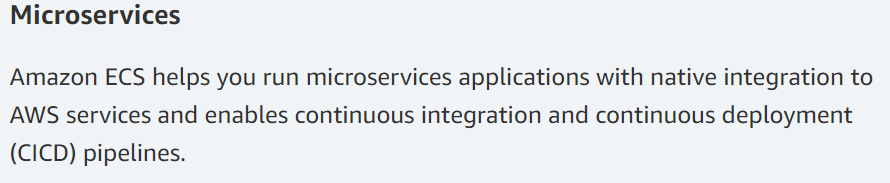 Microservices
Amazon ECS helps you run microservices applications with native integration to
AWS services and enables continuous integration and continuous deployment
(CICD) pipelines.